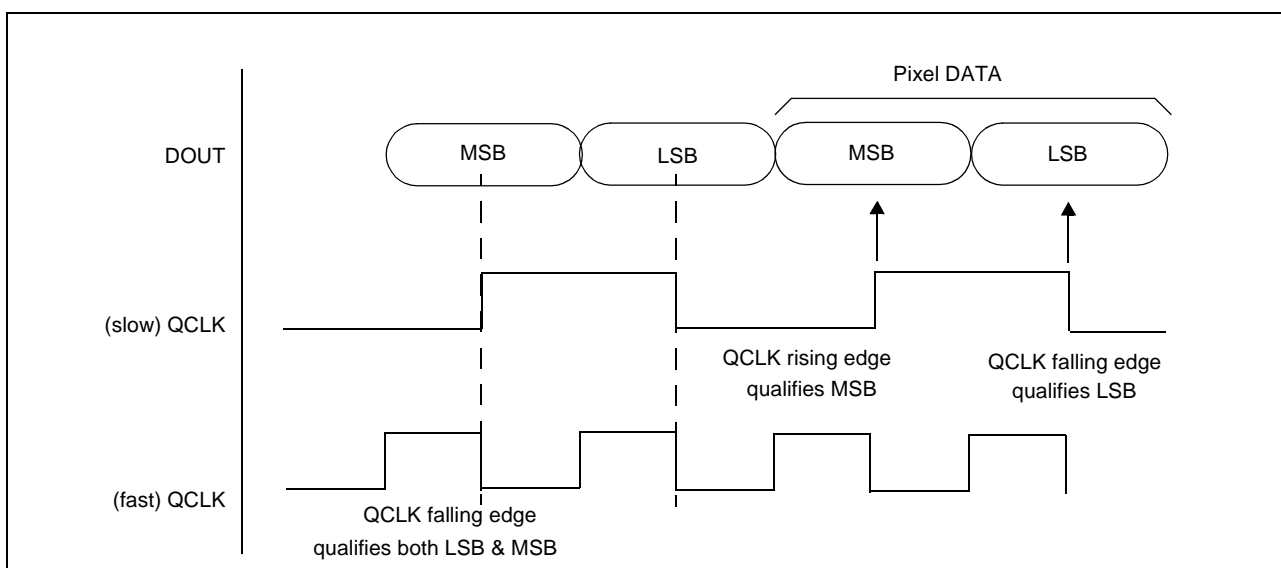 Pixel DATA
DOUT
MSB
LSB
MSB
LSB
(slow) QCLK
QCLK rising edge
qualifies MSB
QCLK falling edge
qualifies LSB
(fast) QCLK
QCLK falling edge
qualifies both LSB & MSB